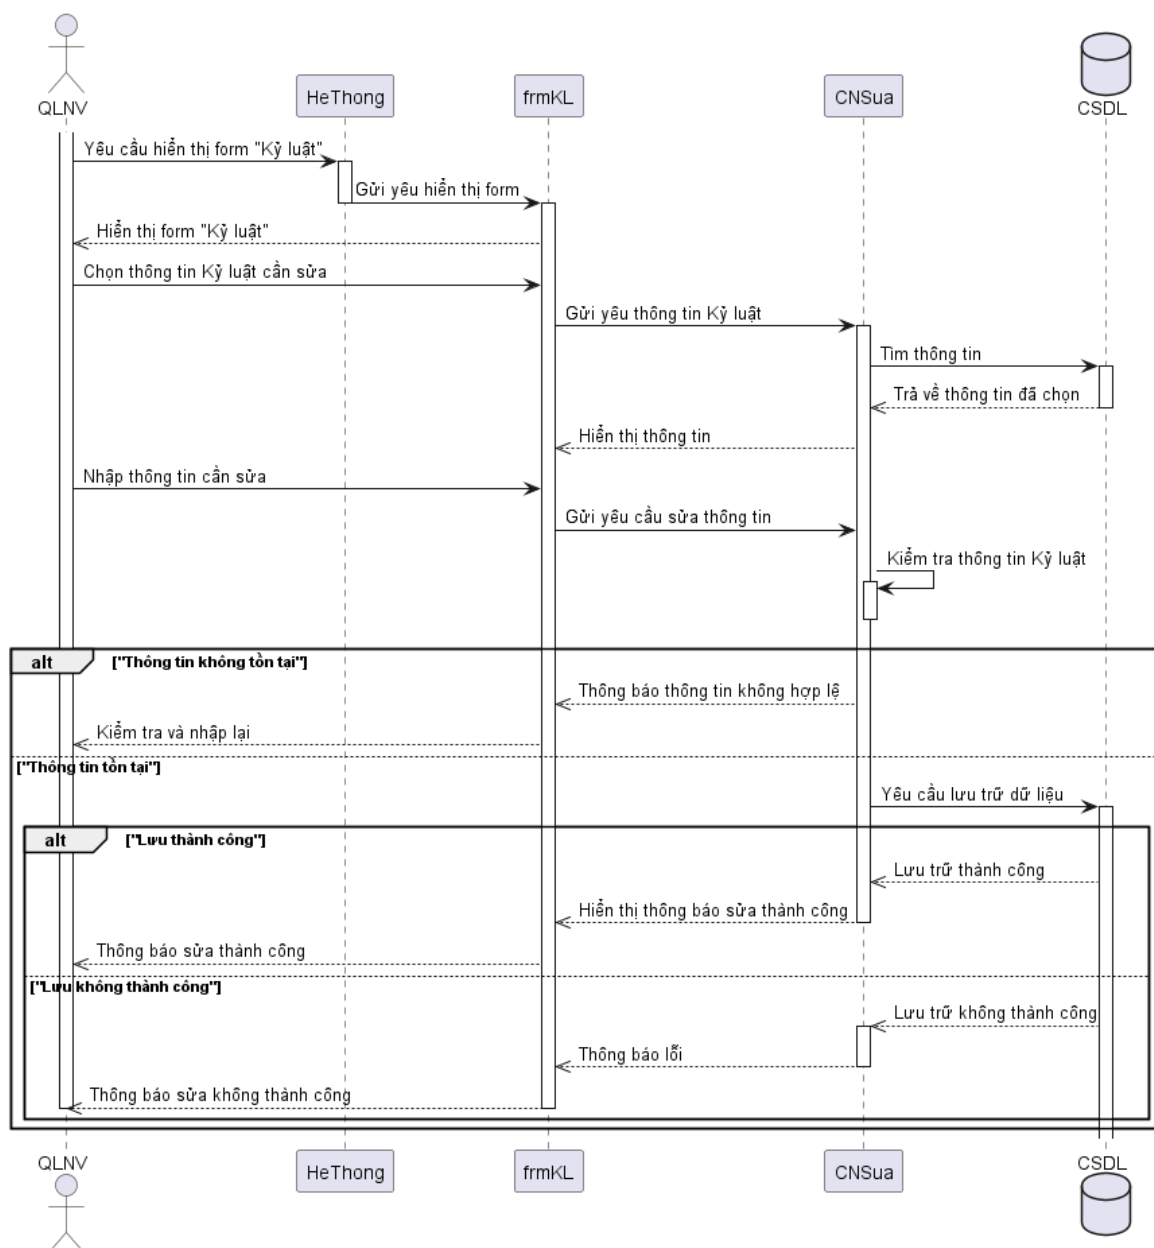 QLNV
HeThong
frmKL
CNSua
CSDL
Yêu cầu hiển thị form "Kỷ luật"
Gửi yêu hiển thị form
Hiển thị form "Kỷ luật"
Chọn thông tin Kỷ luật cần sửa
Gửi yêu thông tin Kỷ luật
Tìm thông tin
Trả về thông tin đã chọn
Hiển thị thông tin
Nhập thông tin cần sửa
Gửi yêu cầu sửa thông tin
Kiểm tra thông tin Kỷ luật
alt ["Thông tin không tồn tại"]
Thông báo thông tin không hợp lệ
Kiểm tra và nhập lại
["Thông tin tồn tại"]
Yêu cầu lưu trữ dữ liệu
alt ["Lưu thành công"]
Lưu trữ thành công
Hiển thị thông báo sửa thành công
Thông báo sửa thành công
["Lưu không thành công"]
Lưu trữ không thành công
Thông báo lỗi
Thông báo sửa không thành công
QLNV
HeThong
frmKL
CNSua
CSDL